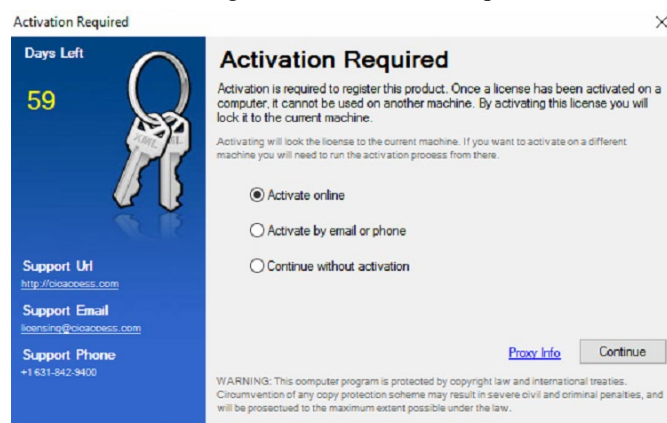 Activation Required
Days Left
59
XML
Support Url
http://cicaccess.com
Support Email
licensing@cicaccess.com
Support Phone
+1 631-842-9400
Activation Required
Activation is required to register this product. Once a license has been activated on a
computer, it cannot be used on another machine. By activating this license you will
lock it to the current machine.
Activating will look the license to the current machine. If you want to activate on a different
machine you will need to run the activation process from there.
Activate online
Activate by email or phone
Continue without activation
Proxy Info
Continue
WARNING: This computer program is protected by copyright law and international treaties.
Circumvention of any copy protection scheme may result in severe civil and criminal penalties, and
will be prosectued to the maximum extent possible under the law.